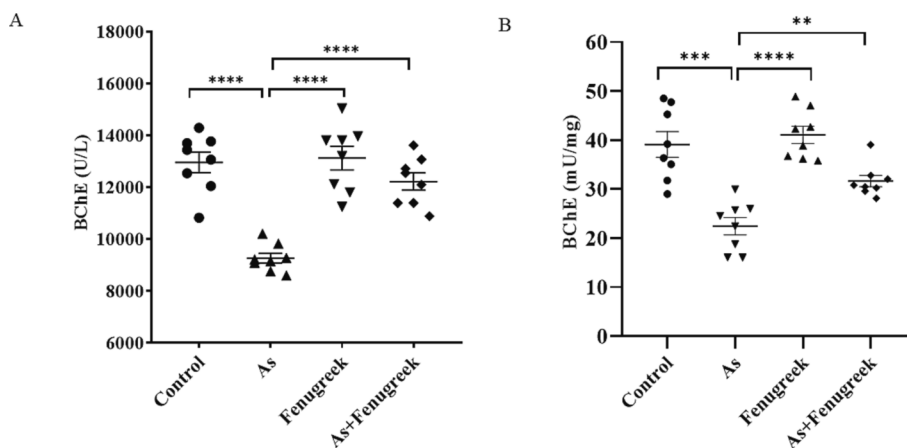 A
BChE (U/L)
18000
16000
14000
12000
10000
8000
6000
****
****
****
Control
As
Fenugreek
As+Fenugreek
B
BChE (mU/mg)
60
50
40
30
20
10
0
**
***
****
Control
As
Fenugreek
As+Fenugreek